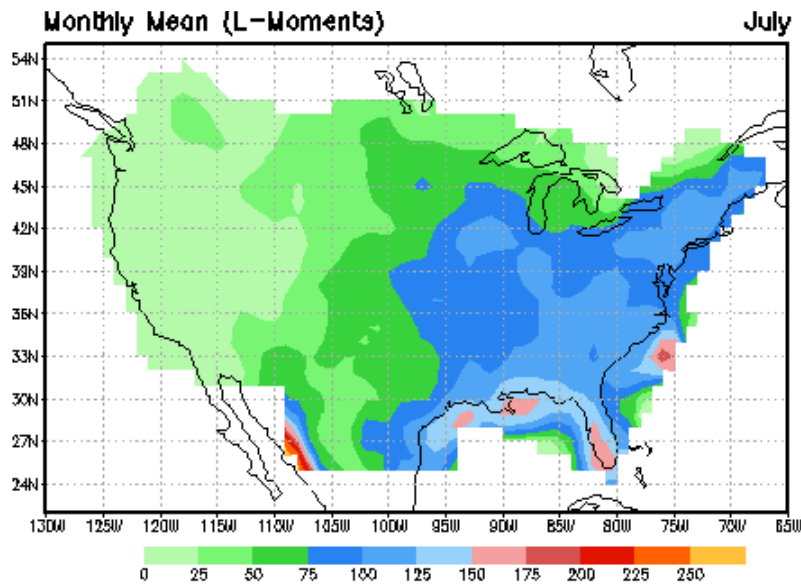 Monthly Mean (L-Moments) July
54N
51N
48N
45N
42N
39N
36N
33N
30N
27N
24N
130W 125W 120W 115W 110W 105W 100W 95W 90W 85W 80W 75W 70W 65W
0 25 50 75 100 125 150 175 200 225 250